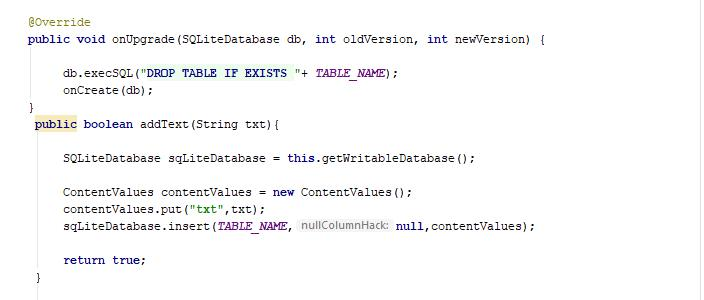 @Override
public void onUpgrade(SQLiteDatabase db, int oldVersion, int newVersion) {
db.execSQL("DROP TABLE IF EXISTS "+ TABLE_NAME);
onCreate(db);
}
public boolean addText(String txt){
SQLiteDatabase sqLiteDatabase = this.getWritableDatabase();
ContentValues contentValues = new ContentValues();
contentValues.put("txt",txt);
sqLiteDatabase.insert(TABLE_NAME, nullColumnHack: null,contentValues);
return true;
}